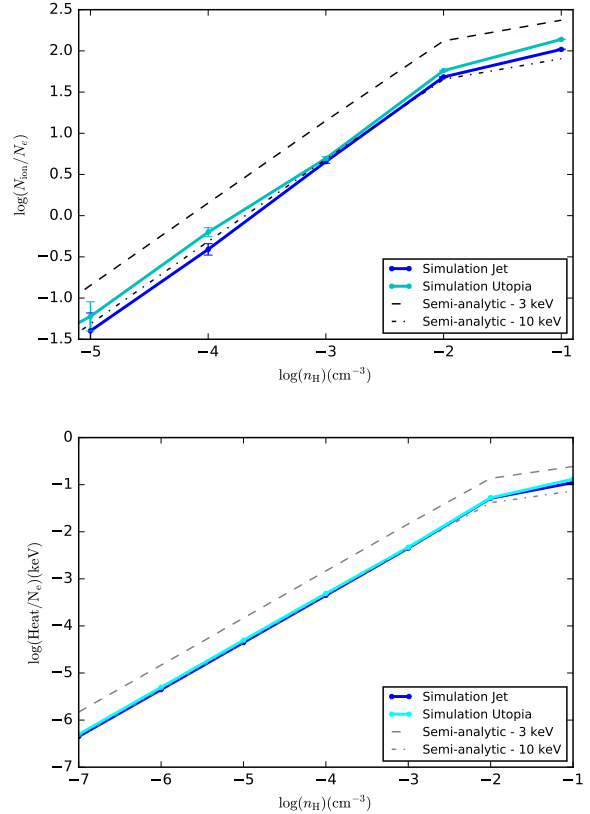 2.5
2.0
1.5
1.0
0.5
0.0
−0.5
−1.0
−1.5
log(N_ion/N_e)
−5 −4 −3 −2 −1
log(n_H)(cm⁻³)
Simulation Jet
Simulation Utopia
Semi-analytic - 3 keV
Semi-analytic - 10 keV
0
−1
−2
−3
−4
−5
−6
−7
log(Heat/N_e)(keV)
−7 −6 −5 −4 −3 −2 −1
log(n_H)(cm⁻³)
Simulation Jet
Simulation Utopia
Semi-analytic - 3 keV
Semi-analytic - 10 keV